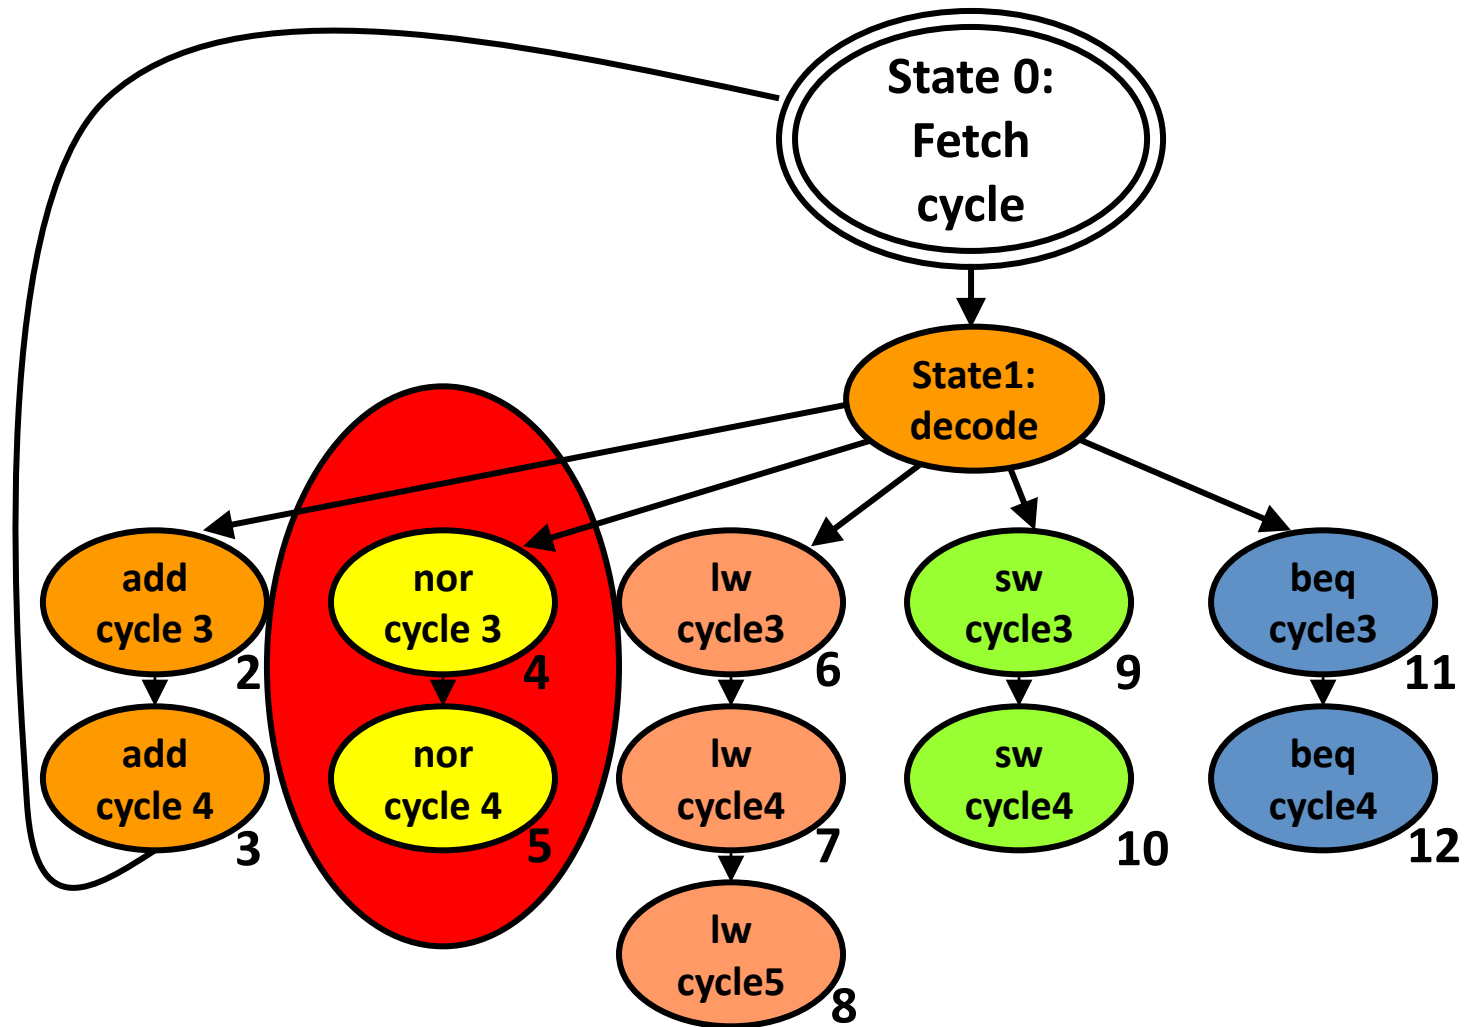 State 0:
Fetch
cycle
State1:
decode
add
cycle 3
2
nor
cycle 3
4
lw
cycle3
6
sw
cycle3
9
beq
cycle3
11
add
cycle 4
3
nor
cycle 4
5
lw
cycle4
7
sw
cycle4
10
beq
cycle4
12
lw
cycle5
8